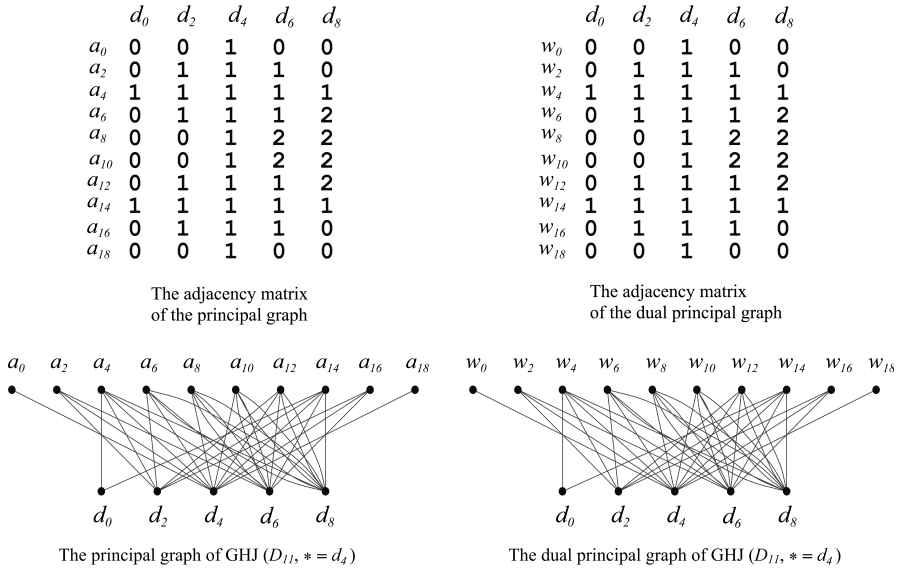 d0 d2 d4 d6 d8
a0 0 0 1 0 0
a2 0 1 1 1 0
a4 1 1 1 1 1
a6 0 1 1 1 2
a8 0 0 1 2 2
a10 0 0 1 2 2
a12 0 1 1 1 2
a14 1 1 1 1 1
a16 0 1 1 1 0
a18 0 0 1 0 0
The adjacency matrix
of the principal graph
d0 d2 d4 d6 d8
w0 0 0 1 0 0
w2 0 1 1 1 0
w4 1 1 1 1 1
w6 0 1 1 1 2
w8 0 0 1 2 2
w10 0 0 1 2 2
w12 0 1 1 1 2
w14 1 1 1 1 1
w16 0 1 1 1 0
w18 0 0 1 0 0
The adjacency matrix
of the dual principal graph
a0 a2 a4 a6 a8 a10 a12 a14 a16 a18
d0 d2 d4 d6 d8
The principal graph of GHJ (D11, * = d4)
w0 w2 w4 w6 w8 w10 w12 w14 w16 w18
d0 d2 d4 d6 d8
The dual principal graph of GHJ (D11, * = d4)